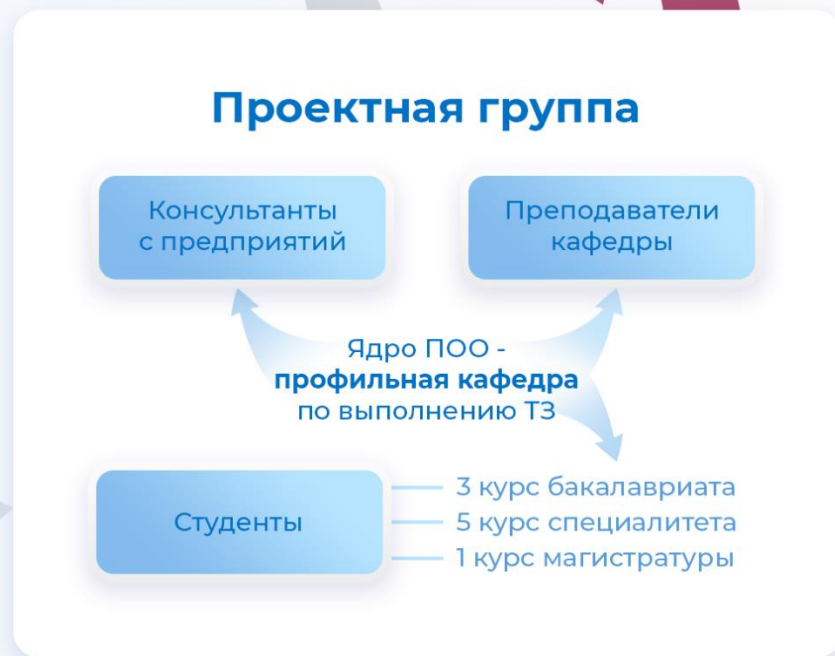 Проектная группа
Консультанты
с предприятий
Преподаватели
кафедры
Ядро ПОО -
профильная кафедра
по выполнению ТЗ
Студенты
3 курс бакалавриата
5 курс специалитета
1 курс магистратуры